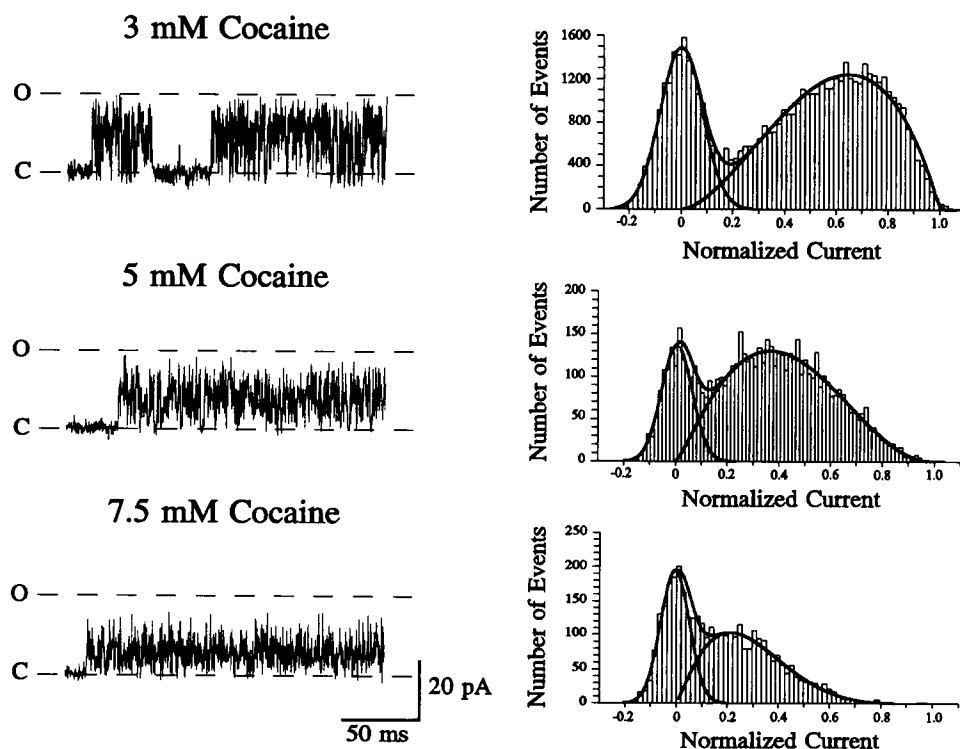 3 mM Cocaine
O
C
Number of Events
1600
1200
800
400
0
-0.2 0 0.2 0.4 0.6 0.8 1.0
Normalized Current
5 mM Cocaine
O
C
Number of Events
200
150
100
50
0
-0.2 0 0.2 0.4 0.6 0.8 1.0
Normalized Current
7.5 mM Cocaine
O
C
20 pA
50 ms
Number of Events
250
200
150
100
50
0
-0.2 0 0.2 0.4 0.6 0.8 1.0
Normalized Current